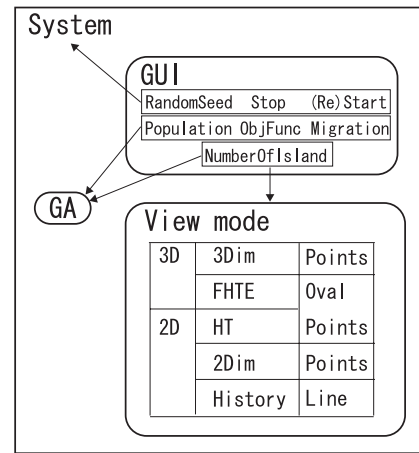 System
GUI
RandomSeed Stop (Re)Start
Population ObjFunc Migration
NumberOfIsland
GA
View mode
3D 3Dim Points
FHTE Oval
2D HT Points
2Dim Points
History Line